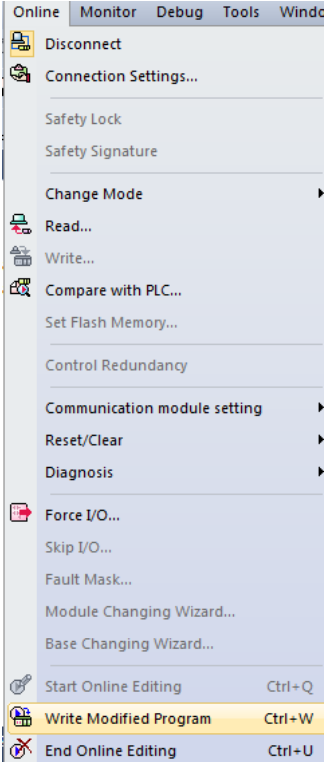 Online Monitor Debug Tools
Disconnect
Connection Settings...
Safety Lock
Safety Signature
Change Mode
Read...
Write...
Compare with PLC...
Set Flash Memory...
Control Redundancy
Communication module setting
Reset/Clear
Diagnosis
Force I/O...
Skip I/O...
Fault Mask...
Module Changing Wizard...
Base Changing Wizard...
Start Online Editing Ctrl+Q
Write Modified Program Ctrl+W
End Online Editing Ctrl+U